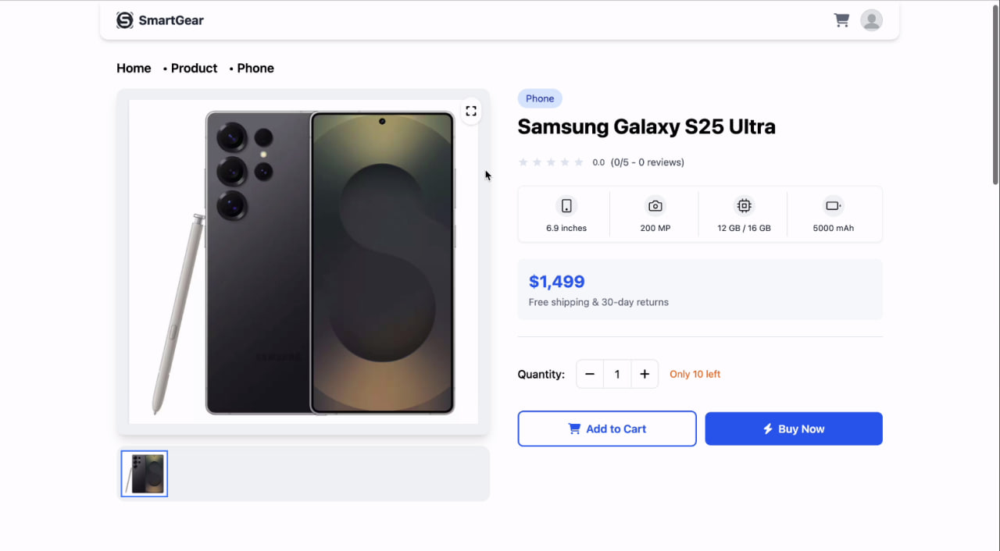 SmartGear
Home • Product • Phone
Phone
Samsung Galaxy S25 Ultra
0.0 (0/5 - 0 reviews)
6.9 inches
200 MP
12 GB / 16 GB
5000 mAh
$1,499
Free shipping & 30-day returns
Quantity: − 1 + Only 10 left
Add to Cart
Buy Now
SAMSUNG